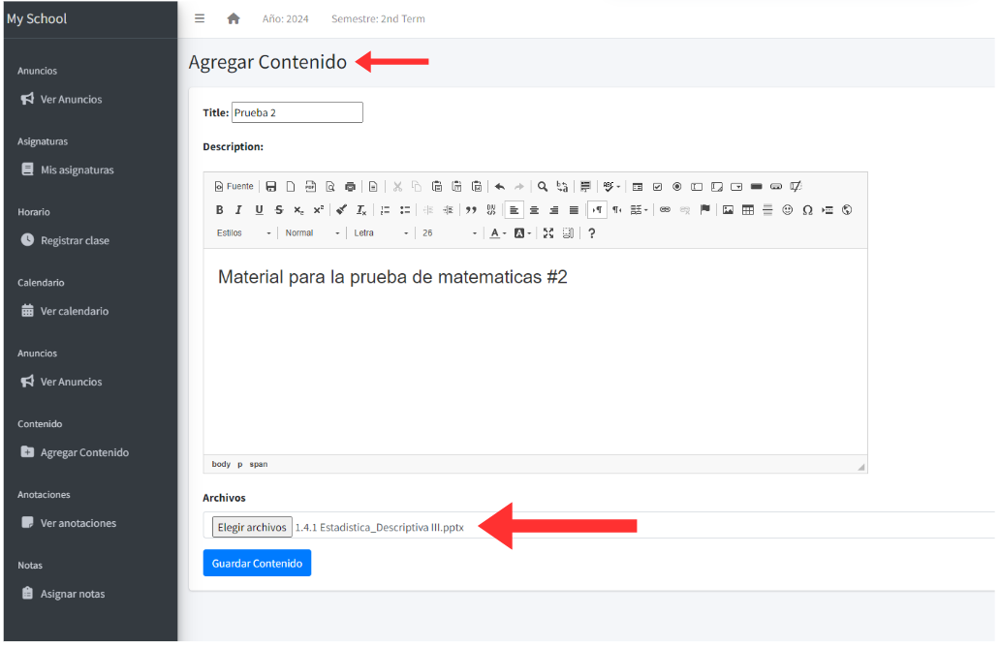 My School
Año: 2024 Semestre: 2nd Term
Anuncios
Ver Anuncios
Asignaturas
Mis asignaturas
Horario
Registrar clase
Calendario
Ver calendario
Anuncios
Ver Anuncios
Contenido
Agregar Contenido
Anotaciones
Ver anotaciones
Notas
Asignar notas
Agregar Contenido
Title: Prueba 2
Description:
Fuente
Estilos Normal Letra 26
Material para la prueba de matematicas #2
body p span
Archivos
Elegir archivos 1.4.1 Estadistica_Descriptiva III.pptx
Guardar Contenido